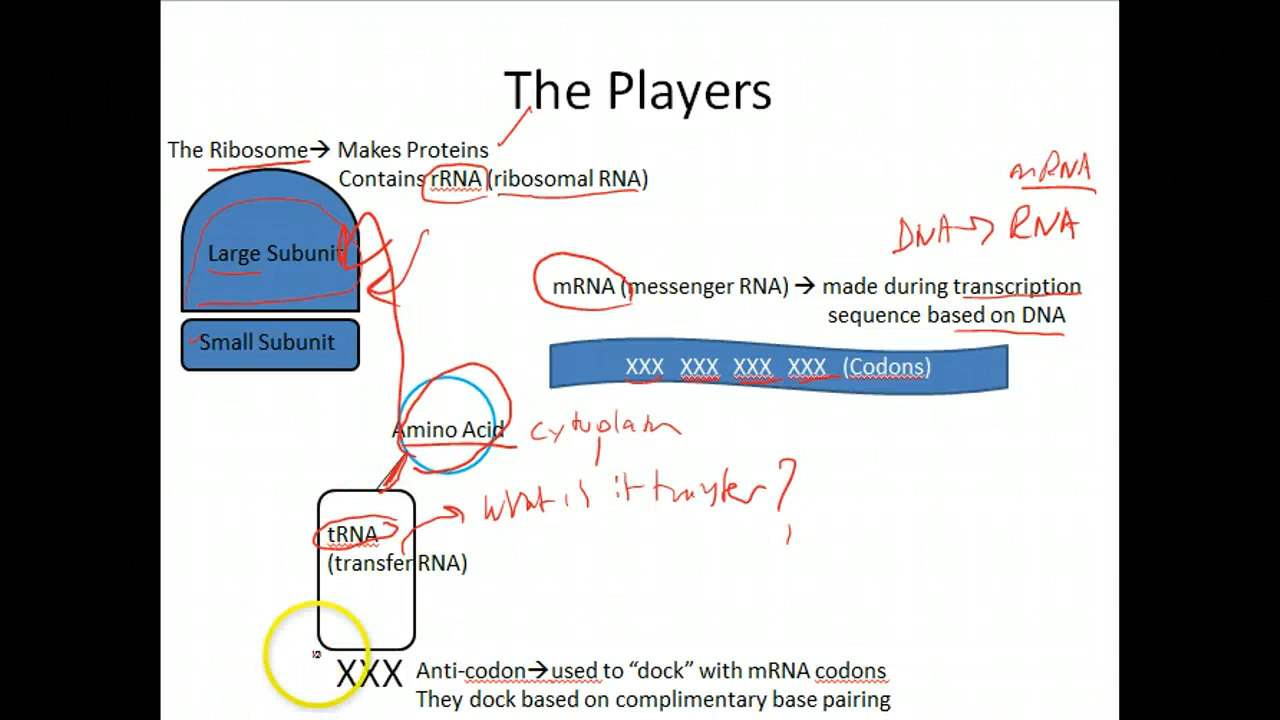 The Players
The Ribosome→ Makes Proteins
Contains rRNA (ribosomal RNA)
mRNA
DNA → RNA
Large Subunit
mRNA (messenger RNA) → made during transcription
sequence based on DNA
Small Subunit
XXX XXX XXX XXX (Codons)
Amino Acid
cytoplasm
What is it transfer?
tRNA
(transfer RNA)
XXX
Anti-codon→used to “dock” with mRNA codons
They dock based on complimentary base pairing